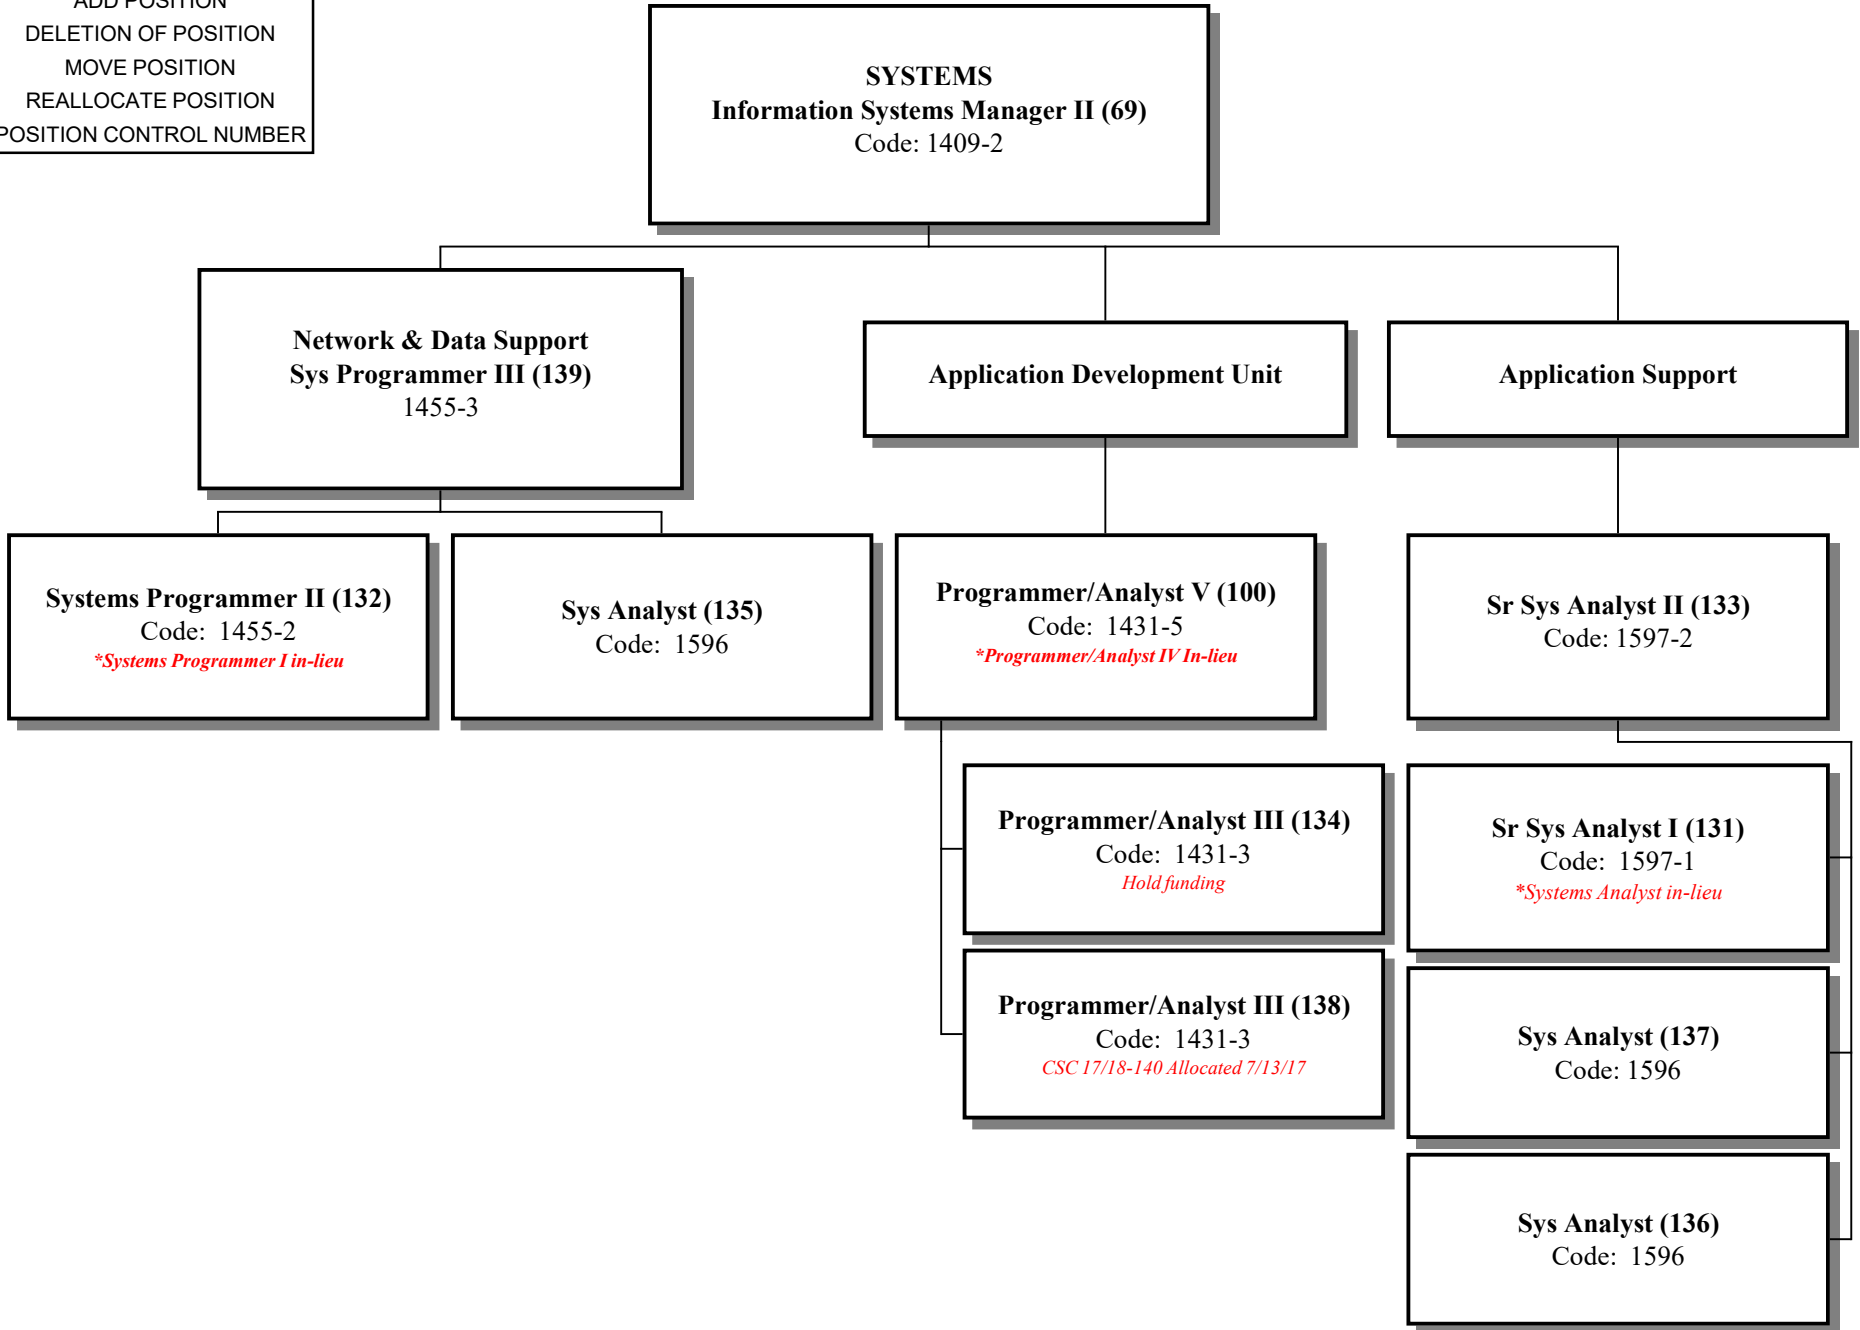 ADD POSITION
DELETION OF POSITION
MOVE POSITION
REALLOCATE POSITION
POSITION CONTROL NUMBER
SYSTEMS
Information Systems Manager II (69)
Code: 1409-2
Network & Data Support
Sys Programmer III (139)
1455-3
Application Development Unit
Application Support
Systems Programmer II (132)
Code: 1455-2
*Systems Programmer I in-lieu
Sys Analyst (135)
Code: 1596
Programmer/Analyst V (100)
Code: 1431-5
*Programmer/Analyst IV In-lieu
Sr Sys Analyst II (133)
Code: 1597-2
Programmer/Analyst III (134)
Code: 1431-3
Hold funding
Programmer/Analyst III (138)
Code: 1431-3
CSC 17/18-140 Allocated 7/13/17
Sr Sys Analyst I (131)
Code: 1597-1
*Systems Analyst in-lieu
Sys Analyst (137)
Code: 1596
Sys Analyst (136)
Code: 1596